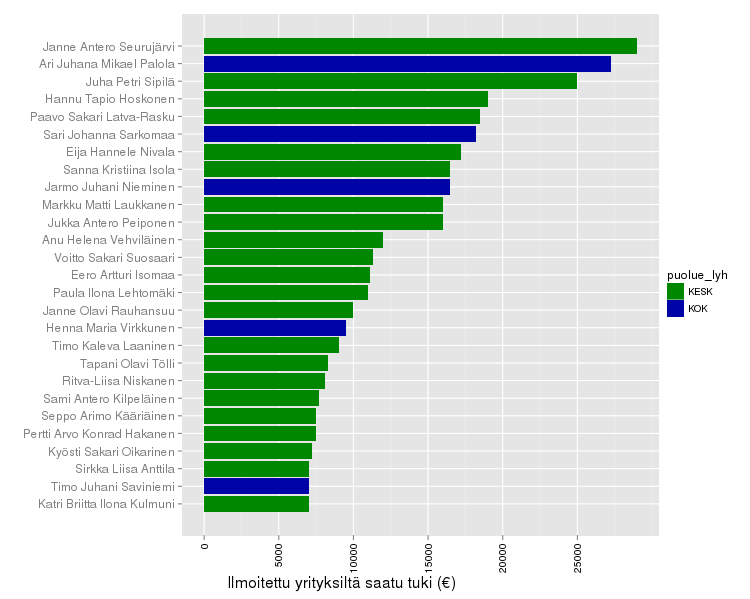 Janne Antero Seurujärvi
Ari Juhana Mikael Palola
Juha Petri Sipilä
Hannu Tapio Hoskonen
Paavo Sakari Latva-Rasku
Sari Johanna Sarkomaa
Eija Hannele Nivala
Sanna Kristiina Isola
Jarmo Juhani Nieminen
Markku Matti Laukkanen
Jukka Antero Peiponen
Anu Helena Vehviläinen
Voitto Sakari Suosaari
Eero Artturi Isomaa
Paula Ilona Lehtomäki
Janne Olavi Rauhansuu
Henna Maria Virkkunen
Timo Kaleva Laaninen
Tapani Olavi Tölli
Ritva-Liisa Niskanen
Sami Antero Kilpeläinen
Seppo Arimo Kääriäinen
Pertti Arvo Konrad Hakanen
Kyösti Sakari Oikarinen
Sirkka Liisa Anttila
Timo Juhani Saviniemi
Katri Briitta Ilona Kulmuni
0
5000
10000
15000
20000
25000
Ilmoitettu yrityksiltä saatu tuki (€)
puolue_lyh
KESK
KOK